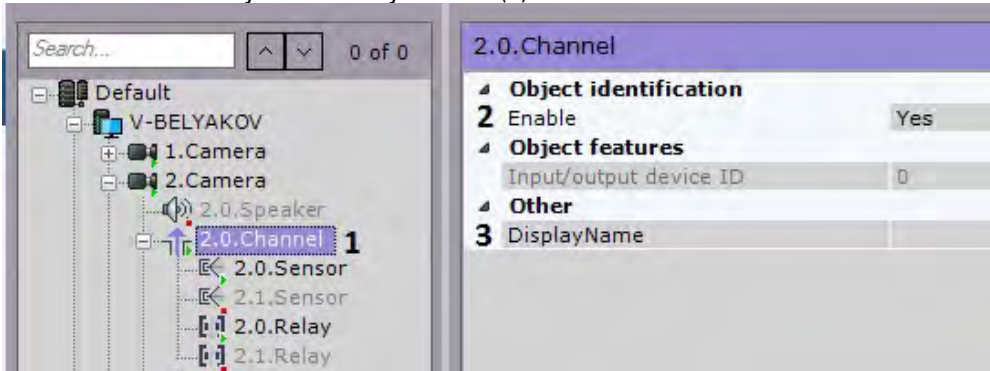 Search...
0 of 0
Default
V-BELYAKOV
1.Camera
2.Camera
2.0.Speaker
2.0.Channel 1
2.0.Sensor
2.1.Sensor
2.0.Relay
2.1.Relay
2.0.Channel
Object identification
2 Enable Yes
Object features
Input/output device ID 0
Other
3 DisplayName